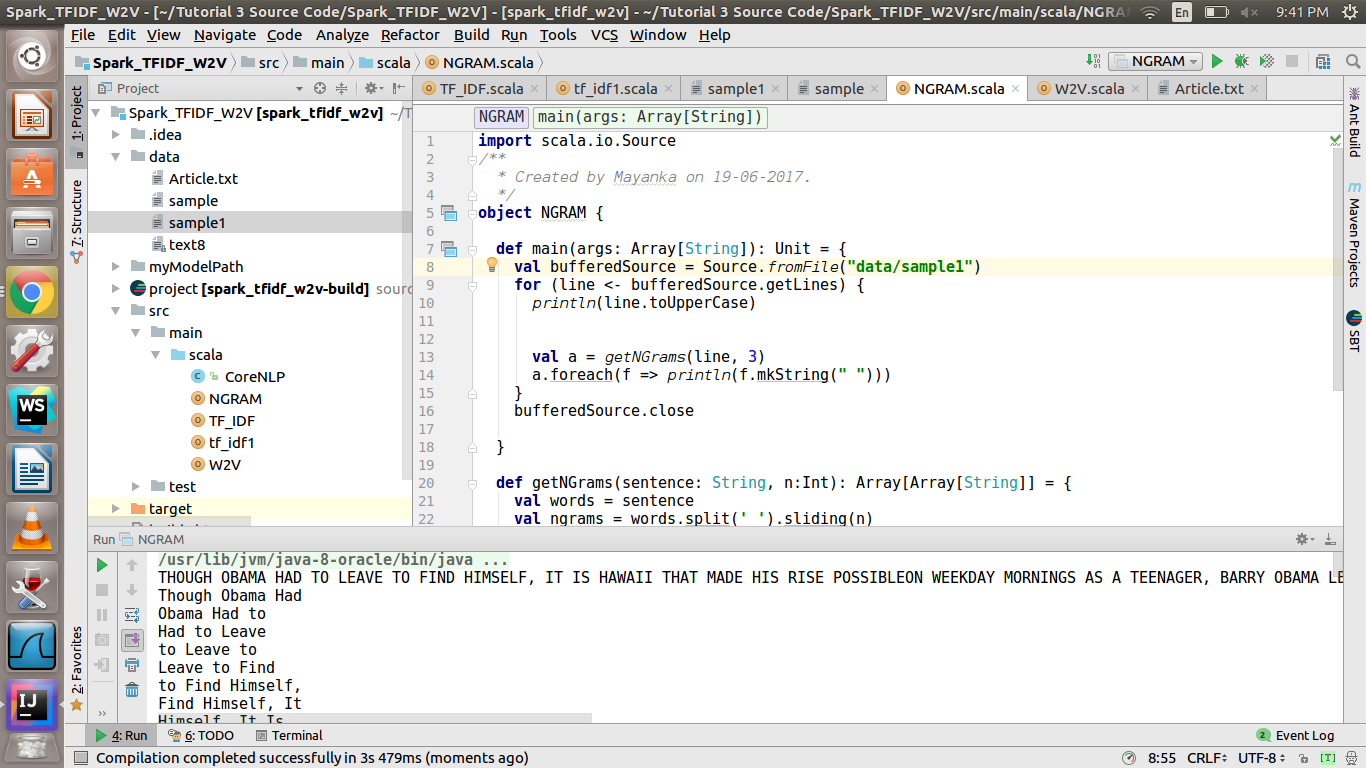 Spark_TFIDF_W2V - [~/Tutorial 3 Source Code/Spark_TFIDF_W2V] - [spark_tfidf_w2v] - ~/Tutorial 3 Source Code/Spark_TFIDF_W2V/src/main/scala/NGRAM
En 9:41 PM
File Edit View Navigate Code Analyze Refactor Build Run Tools VCS Window Help
Spark_TFIDF_W2V src main scala NGRAM.scala NGRAM
Project
TF_IDF.scala tf_idf1.scala sample1 sample NGRAM.scala W2V.scala Article.txt
1: Project
7: Structure
2: Favorites
Spark_TFIDF_W2V [spark_tfidf_w2v] ~/T
.idea
data
Article.txt
sample
sample1
text8
myModelPath
project [spark_tfidf_w2v-build] sourc
src
main
scala
CoreNLP
NGRAM
TF_IDF
tf_idf1
W2V
test
target
NGRAM main(args: Array[String])
1 import scala.io.Source
2 /**
3 * Created by Mayanka on 19-06-2017.
4 */
5 object NGRAM {
6
7 def main(args: Array[String]): Unit = {
8 val bufferedSource = Source.fromFile("data/sample1")
9 for (line <- bufferedSource.getLines) {
10 println(line.toUpperCase)
11
12
13 val a = getNGrams(line, 3)
14 a.foreach(f => println(f.mkString(" ")))
15 }
16 bufferedSource.close
17
18 }
19
20 def getNGrams(sentence: String, n:Int): Array[Array[String]] = {
21 val words = sentence
22 val ngrams = words.split(' ').sliding(n)
Ant Build
m
Maven Projects
SBT
WS
IJ
Run NGRAM
/usr/lib/jvm/java-8-oracle/bin/java ...
THOUGH OBAMA HAD TO LEAVE TO FIND HIMSELF, IT IS HAWAII THAT MADE HIS RISE POSSIBLEON WEEKDAY MORNINGS AS A TEENAGER, BARRY OBAMA LE
Though Obama Had
Obama Had to
Had to Leave
to Leave to
Leave to Find
to Find Himself,
Find Himself, It
Himself, It Is
4: Run 6: TODO Terminal 2 Event Log
Compilation completed successfully in 3s 479ms (moments ago) 8:55 CRLF UTF-8 [T]